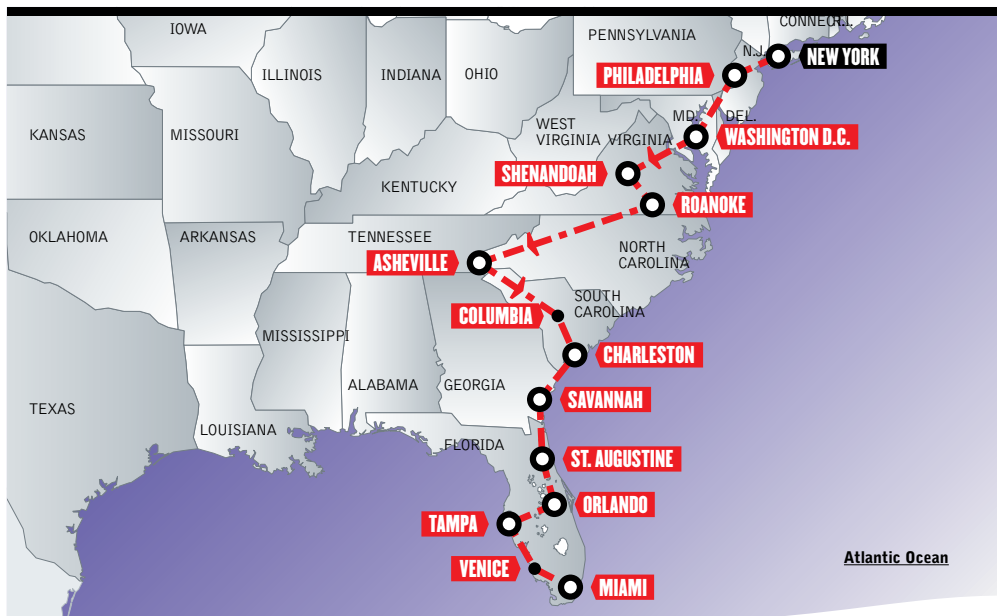 IOWA
PENNSYLVANIA
CONNECT.
R.I.
N.J.
NEW YORK
ILLINOIS
INDIANA
OHIO
PHILADELPHIA
MD.
DEL.
KANSAS
MISSOURI
WEST
VIRGINIA
VIRGINIA
WASHINGTON D.C.
SHENANDOAH
KENTUCKY
ROANOKE
OKLAHOMA
ARKANSAS
TENNESSEE
NORTH
CAROLINA
ASHEVILLE
SOUTH
CAROLINA
COLUMBIA
MISSISSIPPI
CHARLESTON
ALABAMA
GEORGIA
SAVANNAH
TEXAS
LOUISIANA
FLORIDA
ST. AUGUSTINE
ORLANDO
TAMPA
Atlantic Ocean
VENICE
MIAMI